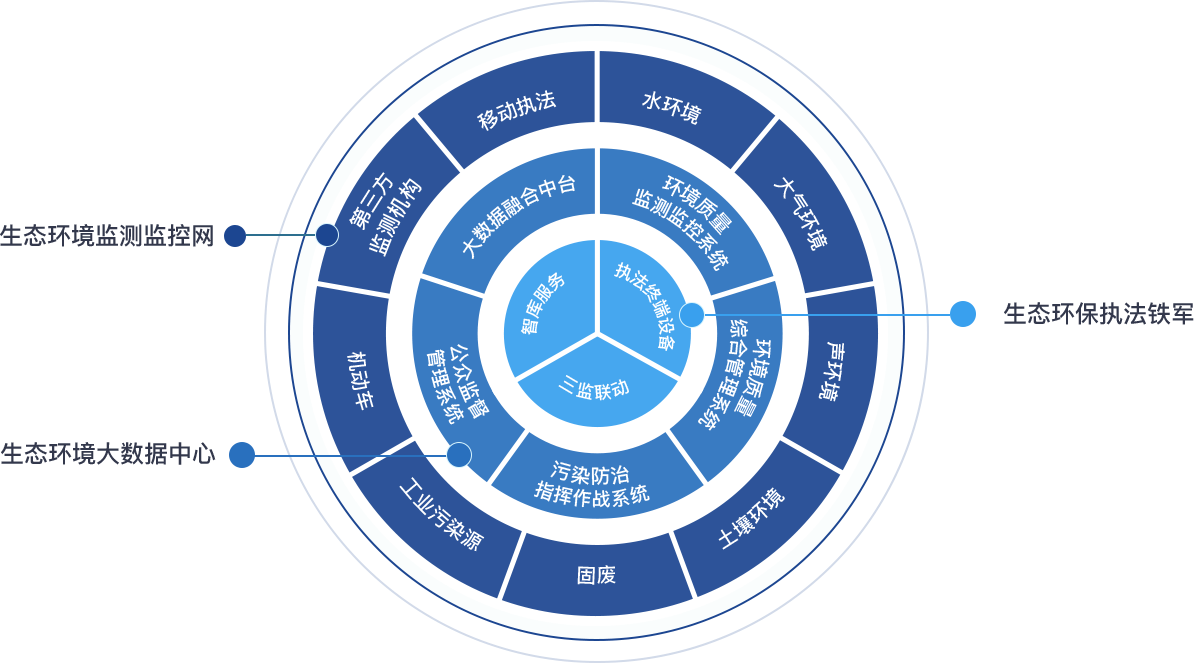 移动执法
水环境
大气环境
声环境
土壤环境
固废
工业污染源
机动车
第三方
监测机构
大数据融合中台
环境质量
监测监控系统
环境质量
综合管理系统
污染防治
指挥作战系统
公众监督
管理系统
智库服务
执法终端设备
三监联动
生态环境监测监控网
生态环保执法铁军
生态环境大数据中心